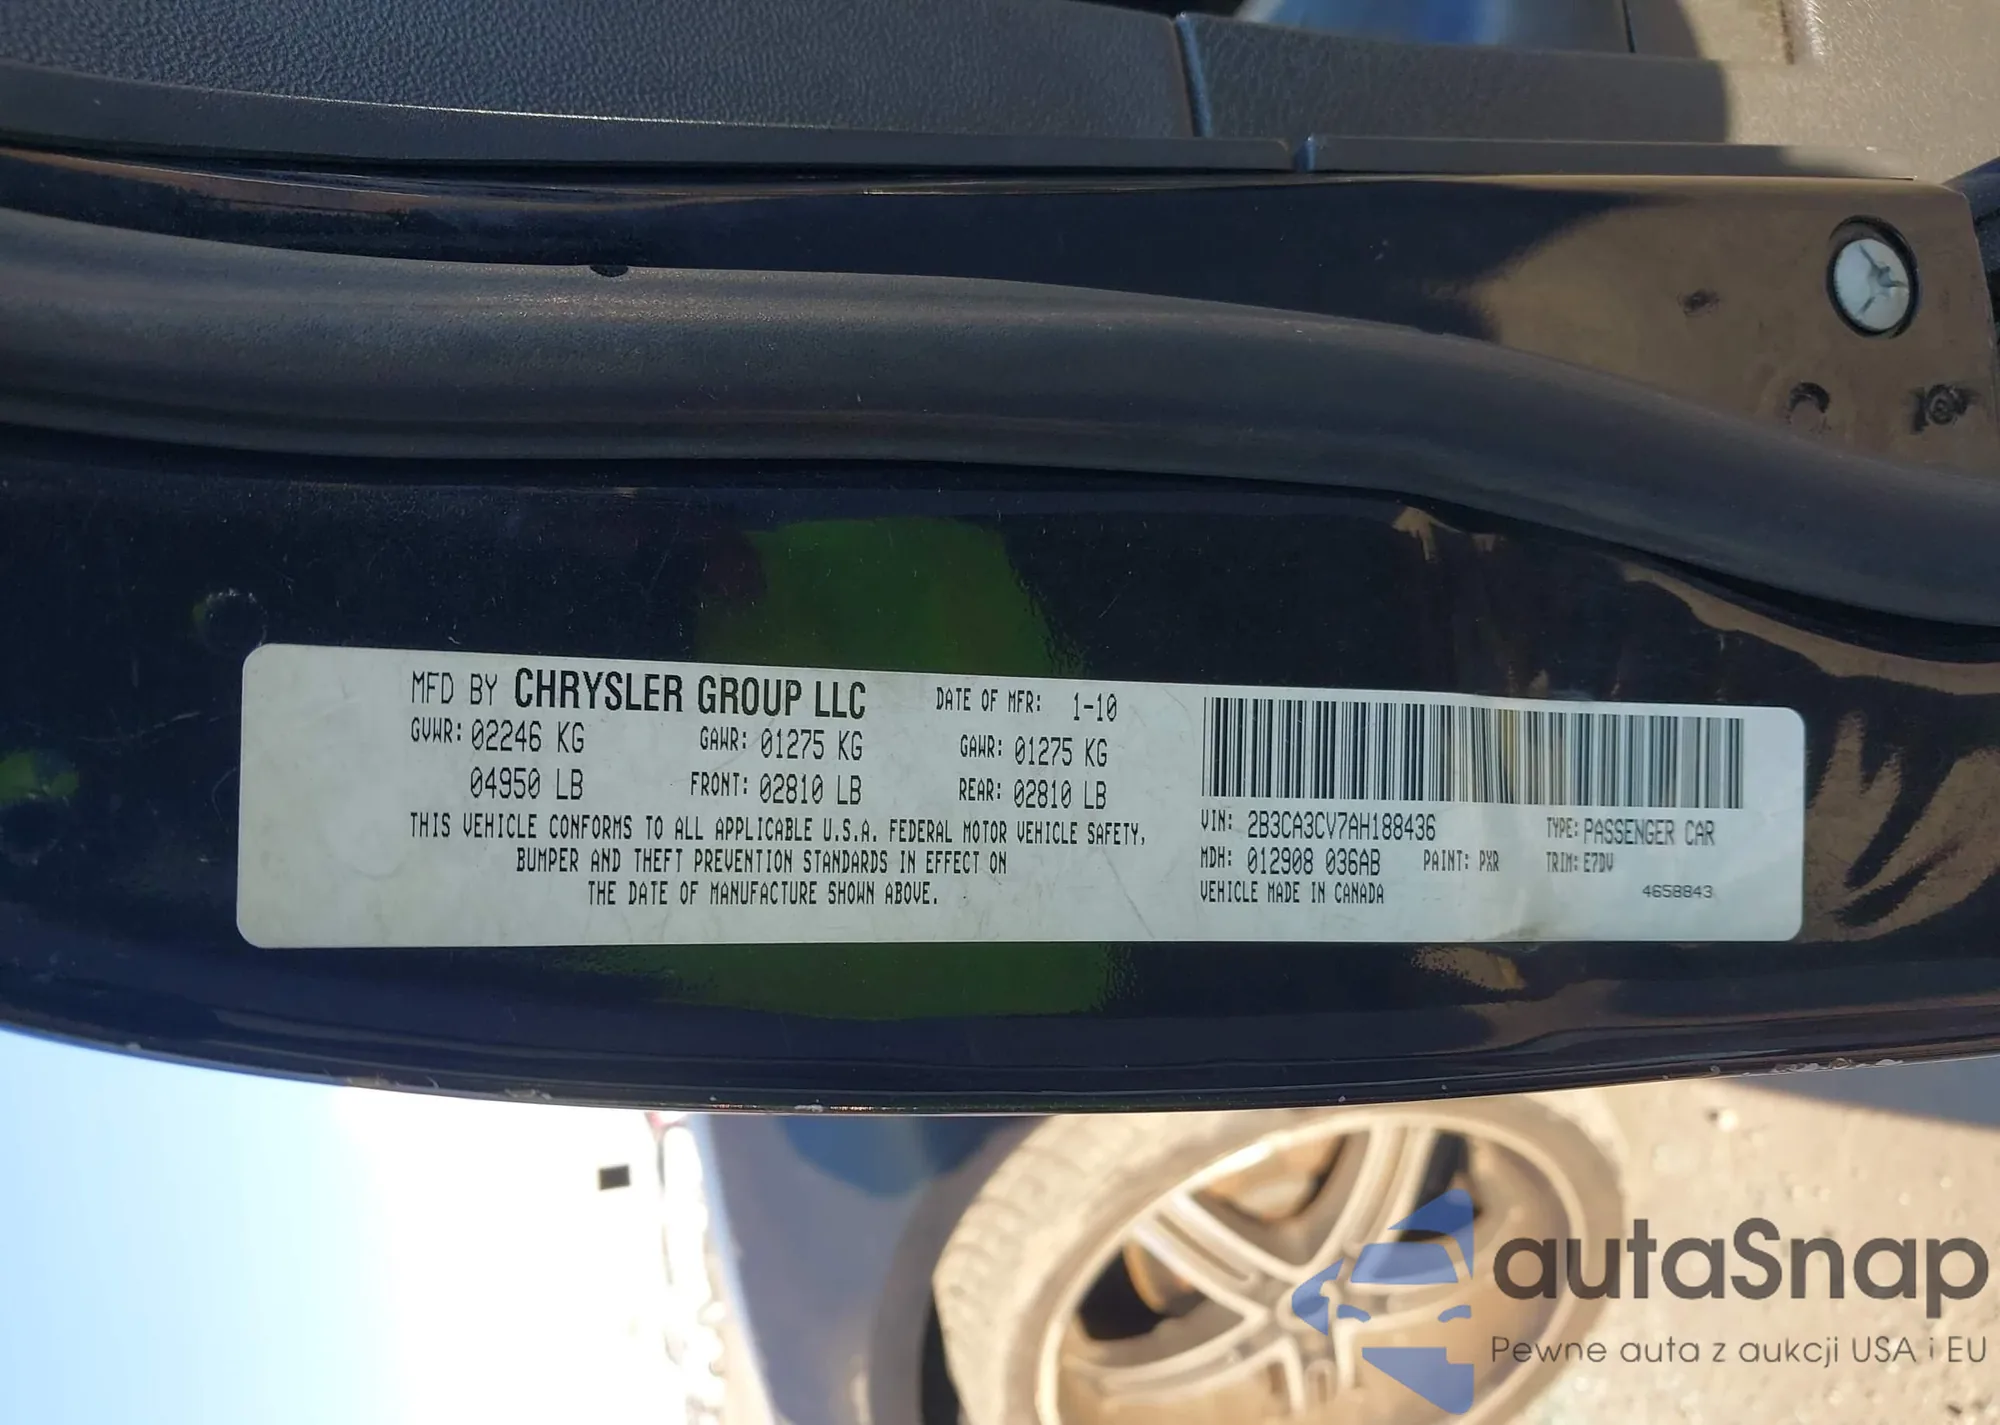 MFD BY CHRYSLER GROUP LLC DATE OF MFR: 1-10
GVWR: 02246 KG GAWR: 01275 KG GAWR: 01275 KG
04950 LB FRONT: 02810 LB REAR: 02810 LB
THIS VEHICLE CONFORMS TO ALL APPLICABLE U.S.A. FEDERAL MOTOR VEHICLE SAFETY,
BUMPER AND THEFT PREVENTION STANDARDS IN EFFECT ON
THE DATE OF MANUFACTURE SHOWN ABOVE.
VIN: 2B3CA3CV7AH188436 TYPE: PASSENGER CAR
MDH: 012908 036AB PAINT: PXR TRIM: E7DV
VEHICLE MADE IN CANADA 4658843
autaSnap
Pewne auta z aukcji USA i EU